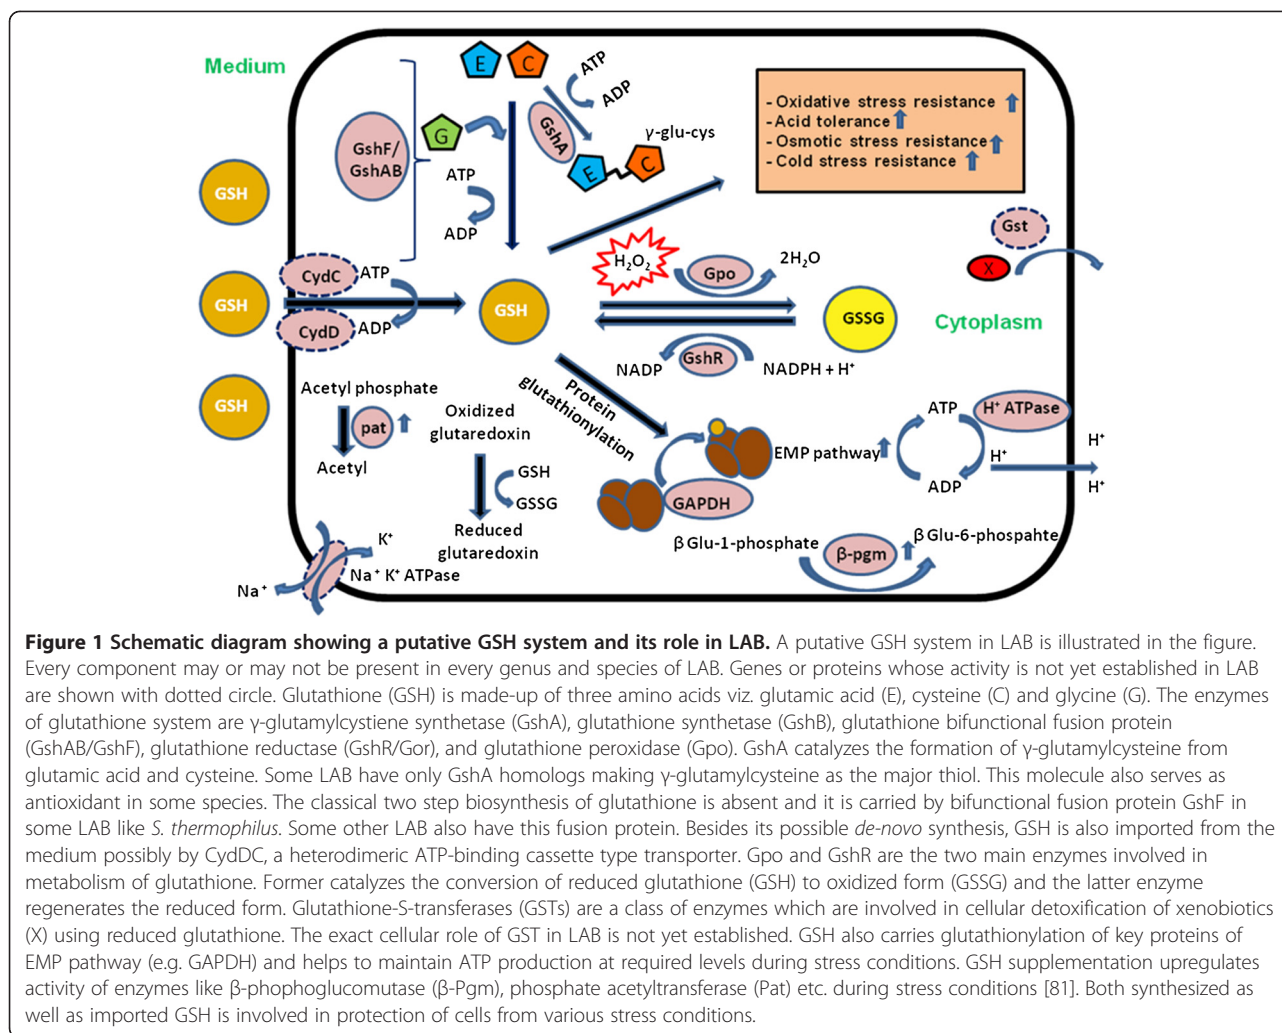 Medium
E C
ATP
ADP
GshA
γ-glu-cys
E C
G
GshF/
GshAB
ATP
ADP
- Oxidative stress resistance
- Acid tolerance
- Osmotic stress resistance
- Cold stress resistance
GSH
Gst
X
CydC
ATP
GSH
CydD
ADP
GSH
H₂O₂
Gpo
2H₂O
GSSG
Cytoplasm
NADP
GshR
NADPH + H⁺
GSH
Acetyl phosphate
pat
Acetyl
Oxidized
glutaredoxin
GSH
GSSG
Reduced
glutaredoxin
Protein
glutathionylation
GAPDH
EMP pathway
ATP
H⁺ ATPase
H⁺
ADP
H⁺
H⁺
β Glu-1-phosphate
β-pgm
β Glu-6-phospahte
K⁺
Na⁺ K⁺ ATPase
Na⁺
Figure 1 Schematic diagram showing a putative GSH system and its role in LAB. A putative GSH system in LAB is illustrated in the figure.
Every component may or may not be present in every genus and species of LAB. Genes or proteins whose activity is not yet established in LAB
are shown with dotted circle. Glutathione (GSH) is made-up of three amino acids viz. glutamic acid (E), cysteine (C) and glycine (G). The enzymes
of glutathione system are γ-glutamylcystiene synthetase (GshA), glutathione synthetase (GshB), glutathione bifunctional fusion protein
(GshAB/GshF), glutathione reductase (GshR/Gor), and glutathione peroxidase (Gpo). GshA catalyzes the formation of γ-glutamylcysteine from
glutamic acid and cysteine. Some LAB have only GshA homologs making γ-glutamylcysteine as the major thiol. This molecule also serves as
antioxidant in some species. The classical two step biosynthesis of glutathione is absent and it is carried by bifunctional fusion protein GshF in
some LAB like S. thermophilus. Some other LAB also have this fusion protein. Besides its possible de-novo synthesis, GSH is also imported from the
medium possibly by CydDC, a heterodimeric ATP-binding cassette type transporter. Gpo and GshR are the two main enzymes involved in
metabolism of glutathione. Former catalyzes the conversion of reduced glutathione (GSH) to oxidized form (GSSG) and the latter enzyme
regenerates the reduced form. Glutathione-S-transferases (GSTs) are a class of enzymes which are involved in cellular detoxification of xenobiotics
(X) using reduced glutathione. The exact cellular role of GST in LAB is not yet established. GSH also carries glutathionylation of key proteins of
EMP pathway (e.g. GAPDH) and helps to maintain ATP production at required levels during stress conditions. GSH supplementation upregulates
activity of enzymes like β-phophoglucomutase (β-Pgm), phosphate acetyltransferase (Pat) etc. during stress conditions [81]. Both synthesized as
well as imported GSH is involved in protection of cells from various stress conditions.